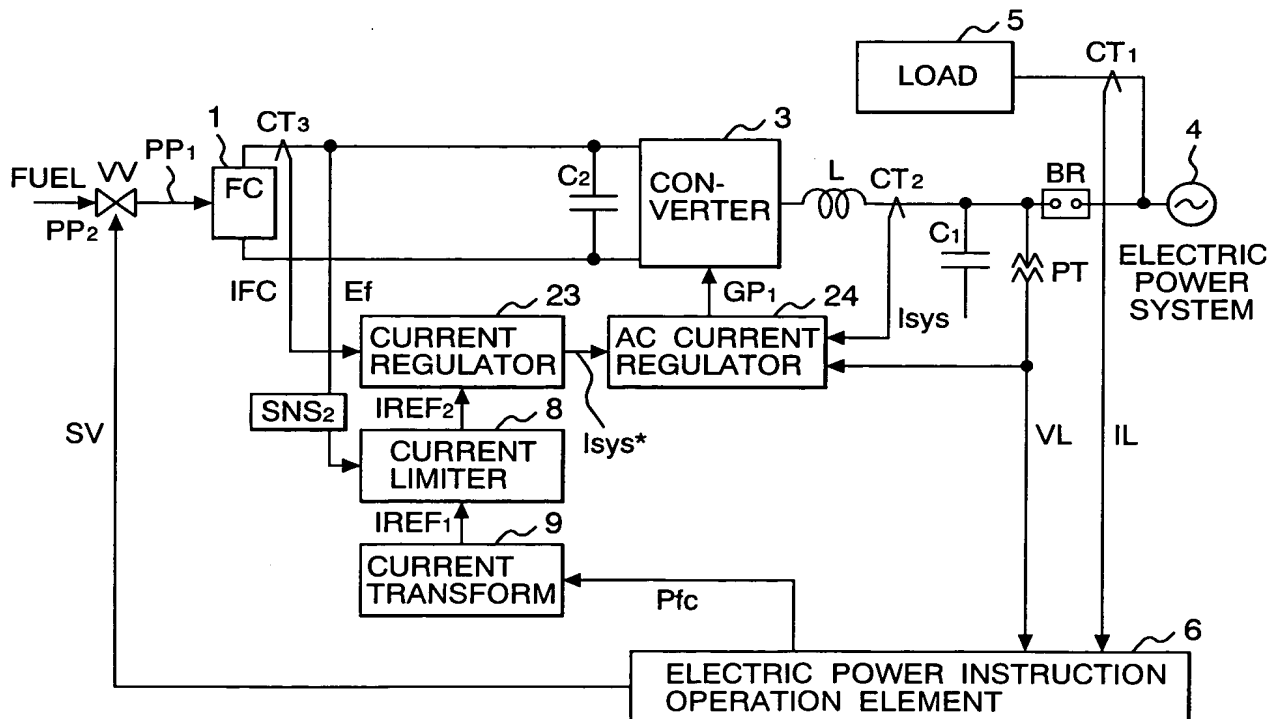 5
LOAD
CT1
1
CT3
3
4
VV
PP1
FUEL
PP2
FC
C2
CON-
VERTER
L
CT2
BR
C1
PT
ELECTRIC
POWER
SYSTEM
IFC
Ef
23
GP1
24
Isys
CURRENT
REGULATOR
AC CURRENT
REGULATOR
SNS2
IREF2
8
Isys*
SV
VL
IL
CURRENT
LIMITER
IREF1
9
CURRENT
TRANSFORM
Pfc
6
ELECTRIC POWER INSTRUCTION
OPERATION ELEMENT